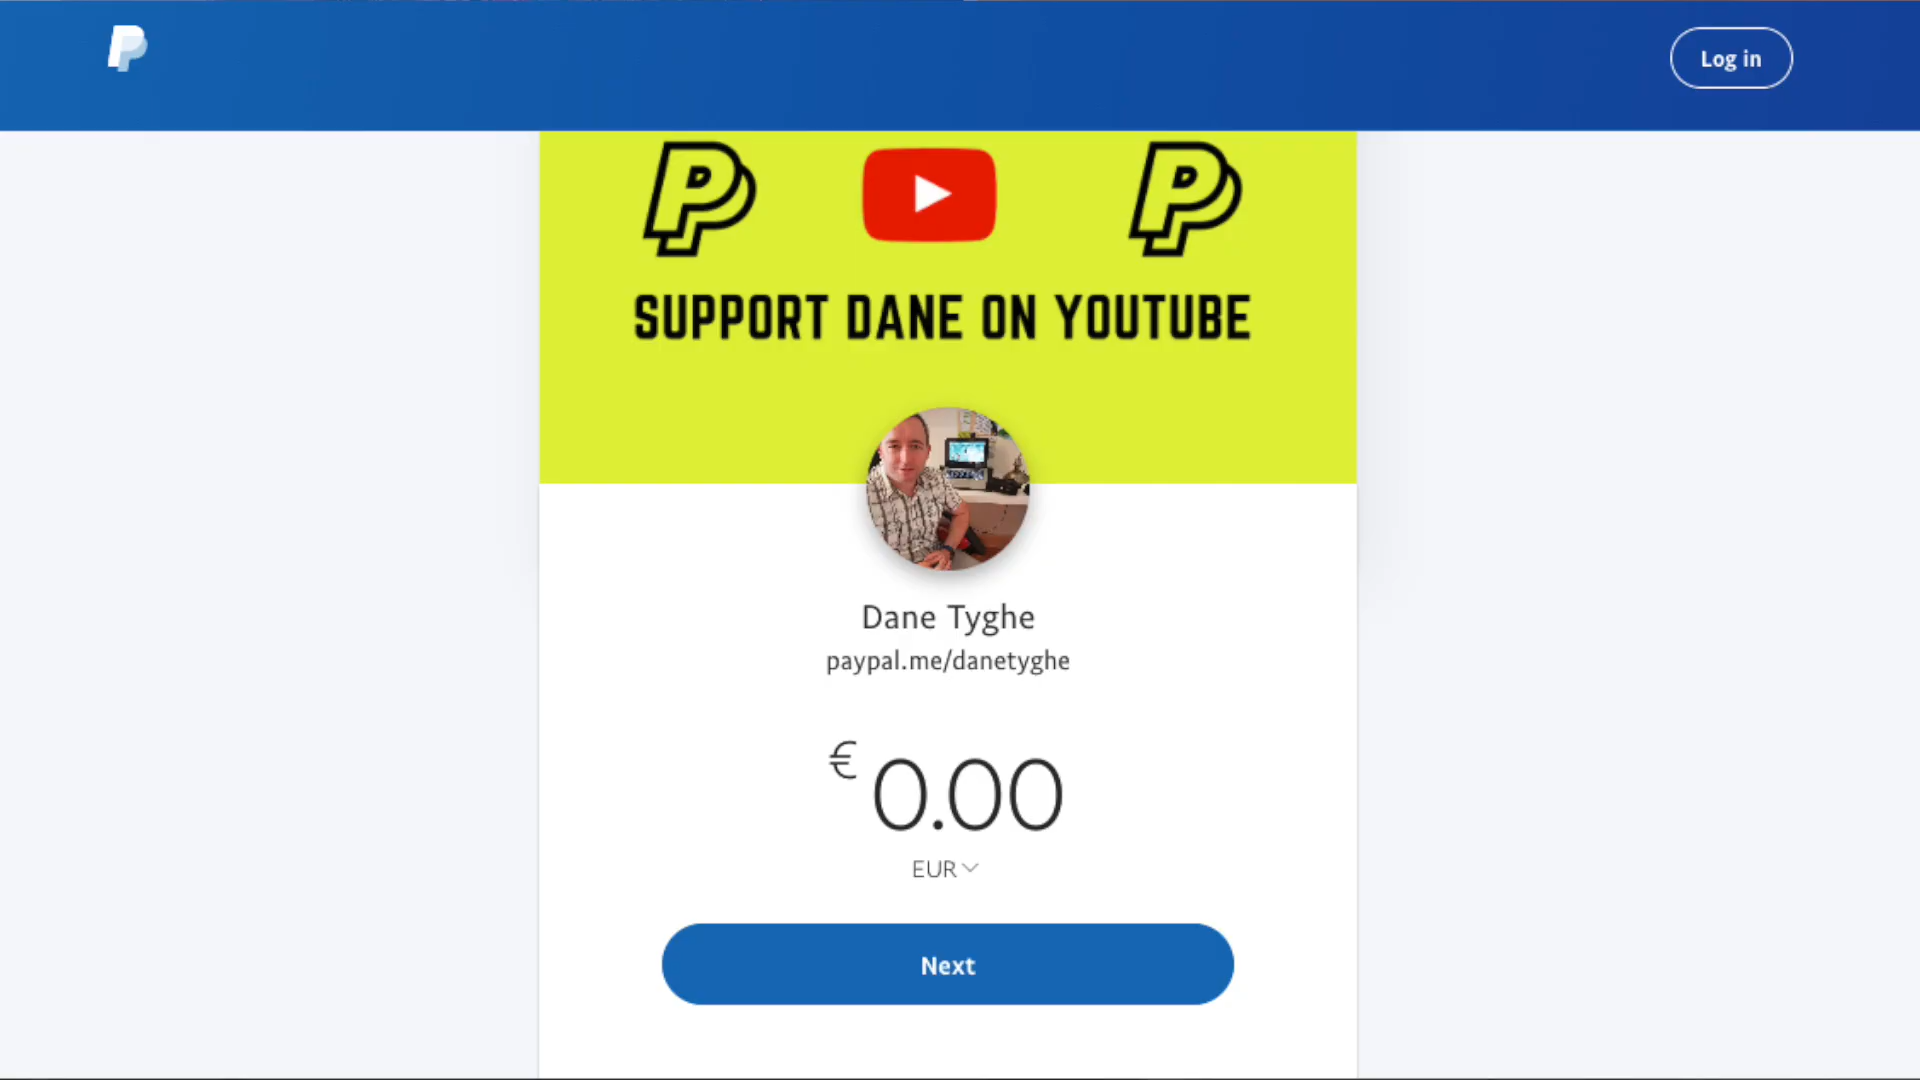 Log in
SUPPORT DANE ON YOUTUBE
Dane Tyghe
paypal.me/danetyghe
€ 0.00
EUR
Next